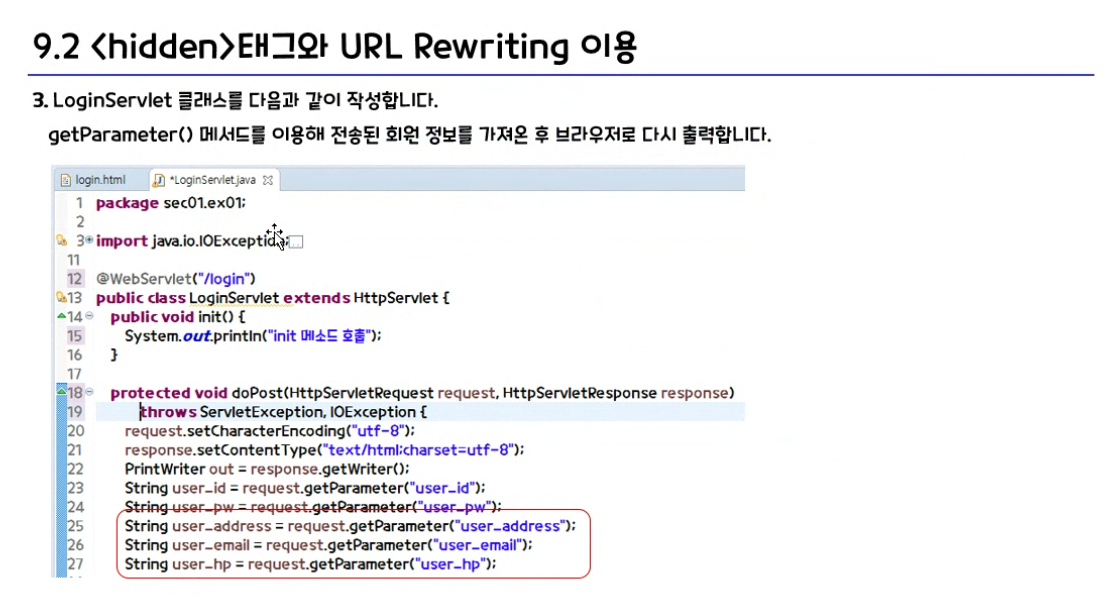 9.2 <hidden>태그와 URL Rewriting 이용
3. LoginServlet 클래스를 다음과 같이 작성합니다.
getParameter() 메서드를 이용해 전송된 회원 정보를 가져온 후 브라우저로 다시 출력합니다.
login.html *LoginServlet.java
1 package sec01.ex01;
2
3 import java.io.IOException;
11
12 @WebServlet("/login")
13 public class LoginServlet extends HttpServlet {
14 public void init() {
15 System.out.println("init 메소드 호출");
16 }
17
18 protected void doPost(HttpServletRequest request, HttpServletResponse response)
19 throws ServletException, IOException {
20 request.setCharacterEncoding("utf-8");
21 response.setContentType("text/html;charset=utf-8");
22 PrintWriter out = response.getWriter();
23 String user_id = request.getParameter("user_id");
24 String user_pw = request.getParameter("user_pw");
25 String user_address = request.getParameter("user_address");
26 String user_email = request.getParameter("user_email");
27 String user_hp = request.getParameter("user_hp");